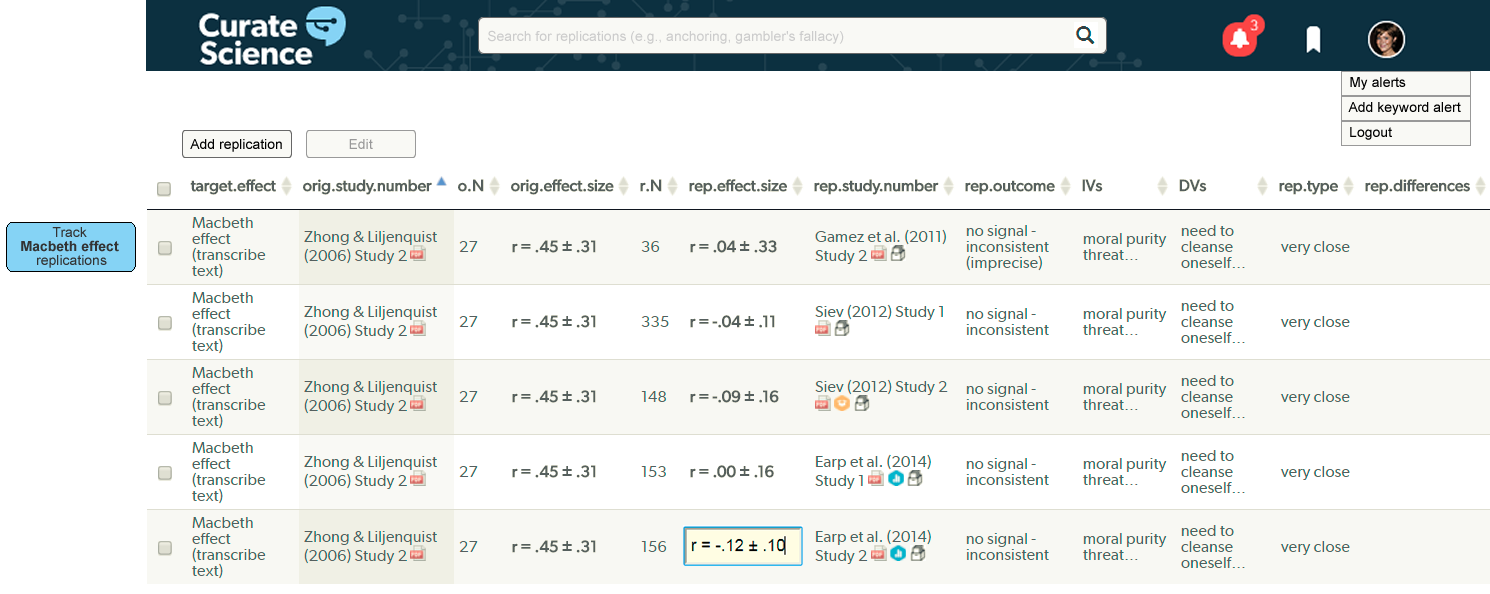 Curate
Science
Search for replications (e.g., anchoring, gambler's fallacy)
3
My alerts
Add keyword alert
Logout
Add replication
Edit
target.effect orig.study.number o.N orig.effect.size r.N rep.effect.size rep.study.number rep.outcome IVs DVs rep.type rep.differences
Track
Macbeth effect
replications
Macbeth
effect
(transcribe
text)
Zhong & Liljenquist
(2006) Study 2
27
r = .45 ± .31
36
r = .04 ± .33
Gamez et al. (2011)
Study 2
no signal -
inconsistent
(imprecise)
moral purity
threat...
need to
cleanse
oneself...
very close
Macbeth
effect
(transcribe
text)
Zhong & Liljenquist
(2006) Study 2
27
r = .45 ± .31
335
r = -.04 ± .11
Siev (2012) Study 1
no signal -
inconsistent
moral purity
threat...
need to
cleanse
oneself...
very close
Macbeth
effect
(transcribe
text)
Zhong & Liljenquist
(2006) Study 2
27
r = .45 ± .31
148
r = -.09 ± .16
Siev (2012) Study 2
no signal -
inconsistent
moral purity
threat...
need to
cleanse
oneself...
very close
Macbeth
effect
(transcribe
text)
Zhong & Liljenquist
(2006) Study 2
27
r = .45 ± .31
153
r = .00 ± .16
Earp et al. (2014)
Study 1
no signal -
inconsistent
moral purity
threat...
need to
cleanse
oneself...
very close
Macbeth
effect
(transcribe
text)
Zhong & Liljenquist
(2006) Study 2
27
r = .45 ± .31
156
r = -.12 ± .10
Earp et al. (2014)
Study 2
no signal -
inconsistent
moral purity
threat...
need to
cleanse
oneself...
very close